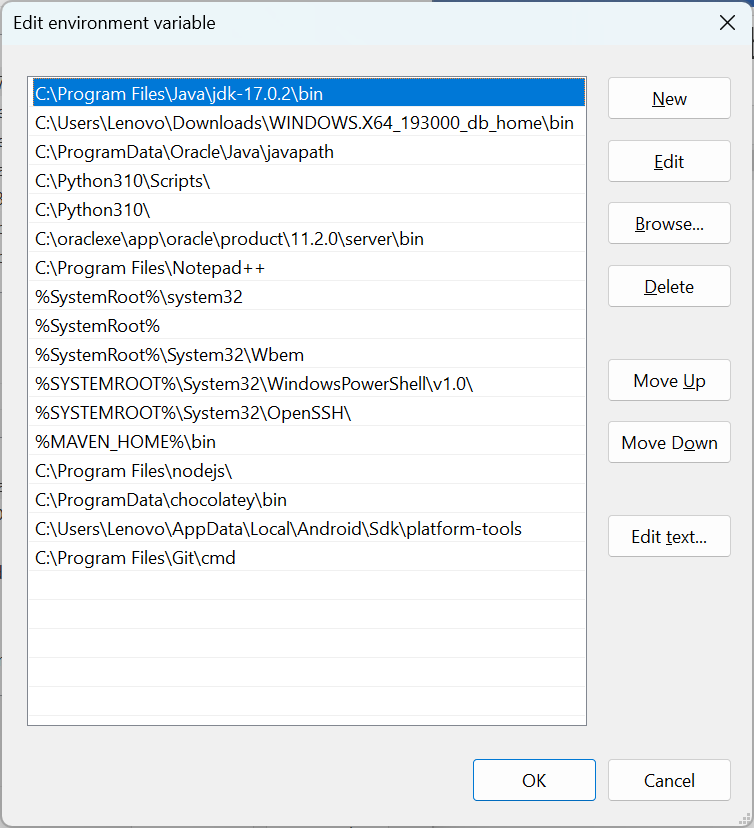 Edit environment variable
C:\Program Files\Java\jdk-17.0.2\bin
C:\Users\Lenovo\Downloads\WINDOWS.X64_193000_db_home\bin
C:\ProgramData\Oracle\Java\javapath
C:\Python310\Scripts\
C:\Python310\
C:\oraclexe\app\oracle\product\11.2.0\server\bin
C:\Program Files\Notepad++
%SystemRoot%\system32
%SystemRoot%
%SystemRoot%\System32\Wbem
%SYSTEMROOT%\System32\WindowsPowerShell\v1.0\
%SYSTEMROOT%\System32\OpenSSH\
%MAVEN_HOME%\bin
C:\Program Files\nodejs\
C:\ProgramData\chocolatey\bin
C:\Users\Lenovo\AppData\Local\Android\Sdk\platform-tools
C:\Program Files\Git\cmd
New
Edit
Browse...
Delete
Move Up
Move Down
Edit text...
OK
Cancel